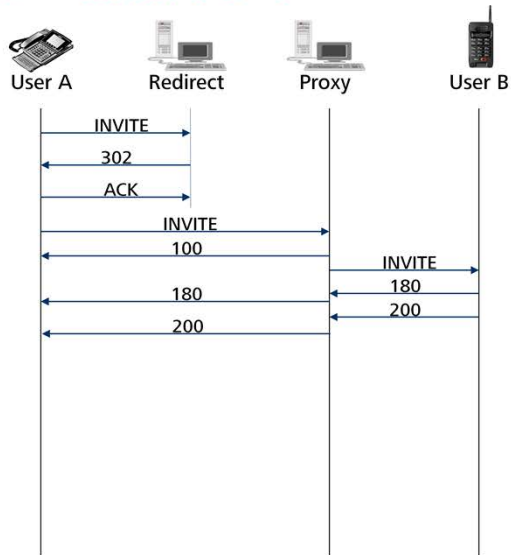 User A
Redirect
Proxy
User B
INVITE
302
ACK
INVITE
100
INVITE
180
180
200
200